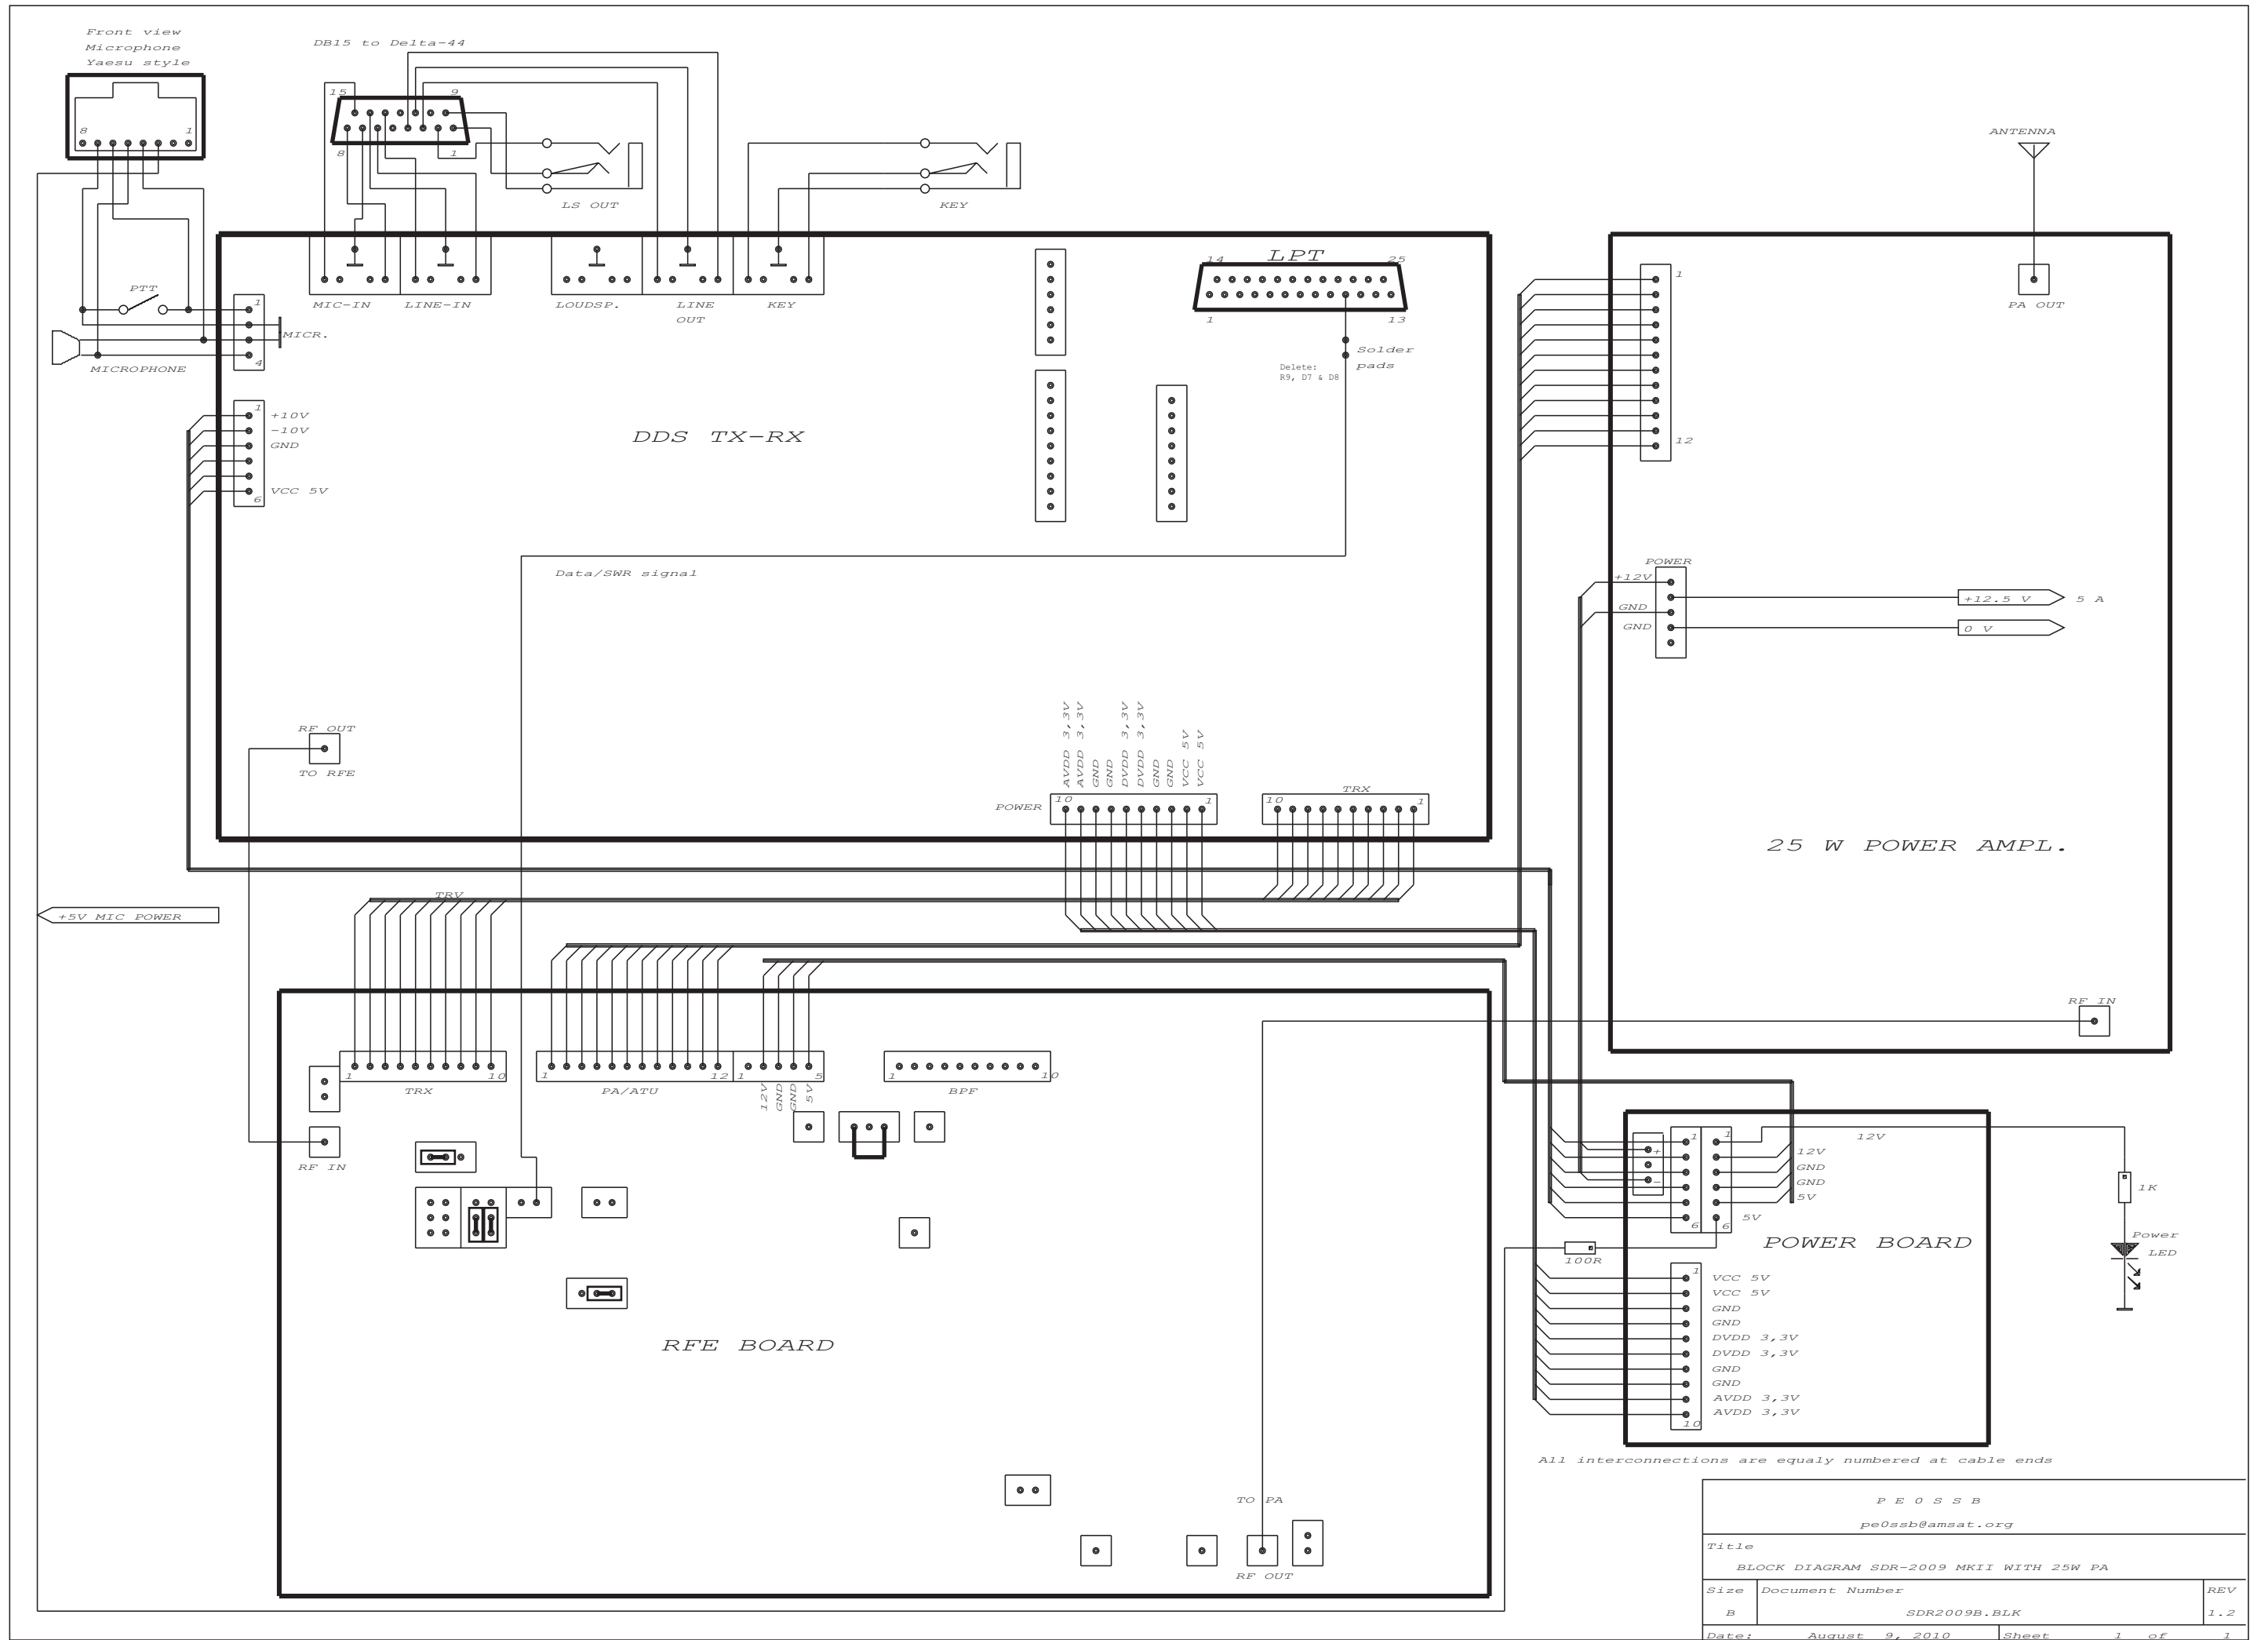 Front view
Microphone
Yaesu style
8 1
DB15 to Delta-44
15 9
8 1
LS OUT
KEY
ANTENNA
PTT
MICROPHONE
1
MICR.
4
MIC-IN LINE-IN LOUDSP. LINE OUT KEY
LPT
14 25
1 13
Solder
pads
Delete:
R9, D7 & D8
1
12
PA OUT
1 +10V
-10V
GND
6 VCC 5V
DDS TX-RX
Data/SWR signal
POWER
+12V
GND
GND
+12.5 V 5 A
0 V
RF OUT
TO RFE
AVDD 3,3V
AVDD 3,3V
GND
GND
DVDD 3,3V
DVDD 3,3V
GND
GND
VCC 5V
VCC 5V
POWER 10 1
TRX
10 1
25 W POWER AMPL.
TRV
+5V MIC POWER
RF IN
1 10
TRX
1 12
PA/ATU
1 5
12V
GND
GND
5V
1 10
BPF
RF IN
RFE BOARD
TO PA
RF OUT
+
-
1 1
6 6
12V
12V
GND
GND
5V
5V
1K
Power
LED
POWER BOARD
100R
1
VCC 5V
VCC 5V
GND
GND
DVDD 3,3V
DVDD 3,3V
GND
GND
AVDD 3,3V
AVDD 3,3V
10
All interconnections are equaly numbered at cable ends
P E 0 S S B
pe0ssb@amsat.org
Title
BLOCK DIAGRAM SDR-2009 MKII WITH 25W PA
Size Document Number REV
B SDR2009B.BLK 1.2
Date: August 9, 2010 Sheet 1 of 1